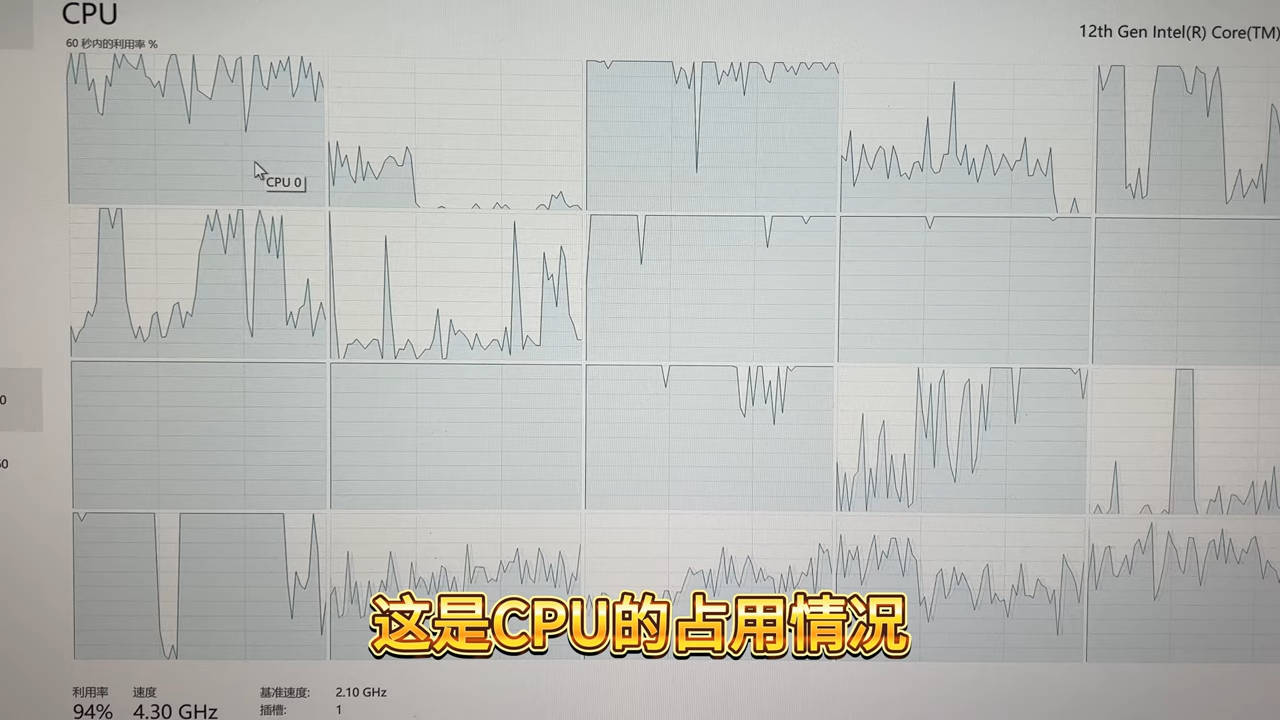 CPU
60 秒内的利用率 %
12th Gen Intel(R) Core(TM)
CPU 0
0
60
这是CPU的占用情况
利用率 速度 基准速度: 2.10 GHz
94% 4.30 GHz 插槽: 1